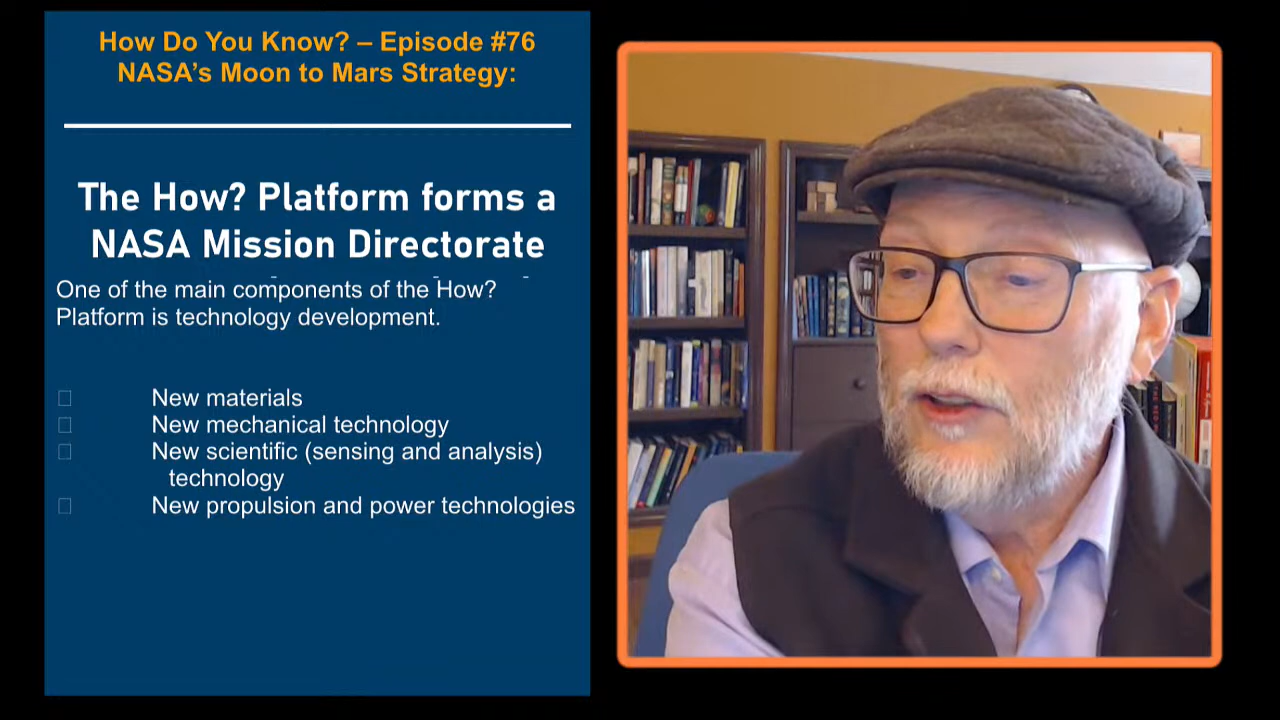 How Do You Know? – Episode #76
NASA’s Moon to Mars Strategy:
The How? Platform forms a
NASA Mission Directorate
One of the main components of the How?
Platform is technology development.
New materials
New mechanical technology
New scientific (sensing and analysis)
technology
New propulsion and power technologies